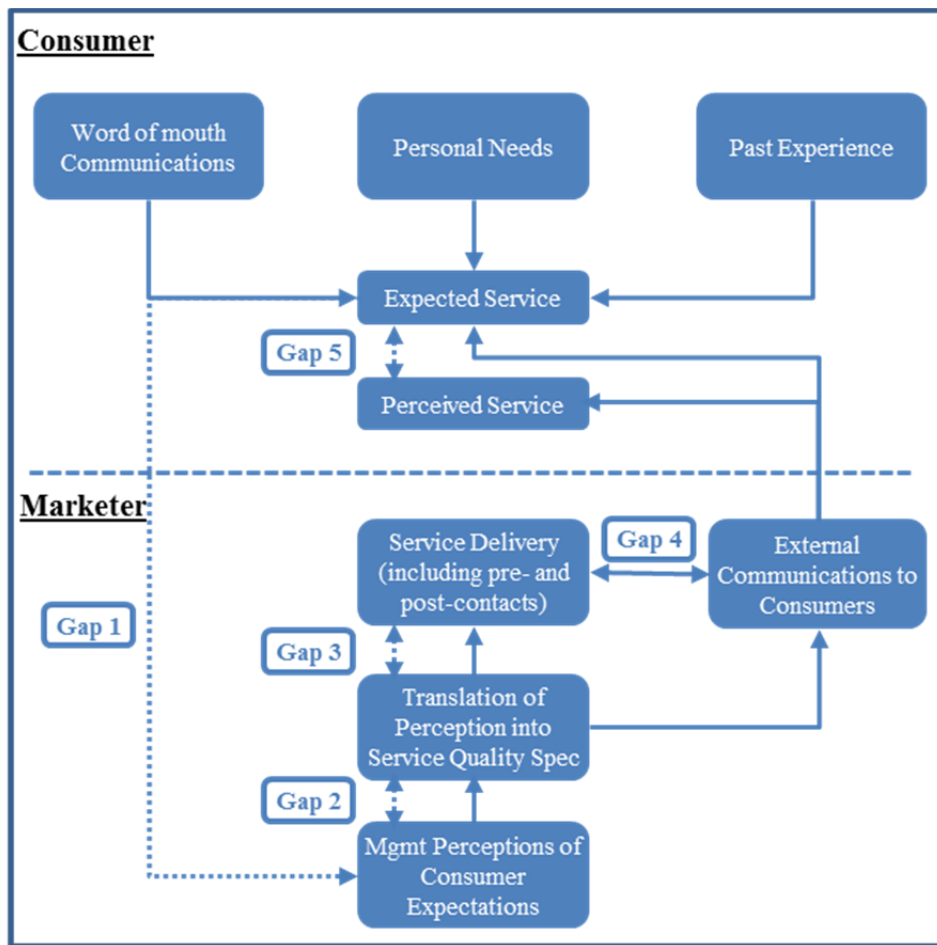 Consumer
Word of mouth
Communications
Personal Needs
Past Experience
Expected Service
Gap 5
Perceived Service
Marketer
Service Delivery
(including pre- and
post-contacts)
Gap 4
External
Communications to
Consumers
Gap 1
Gap 3
Translation of
Perception into
Service Quality Spec
Gap 2
Mgmt Perceptions of
Consumer
Expectations